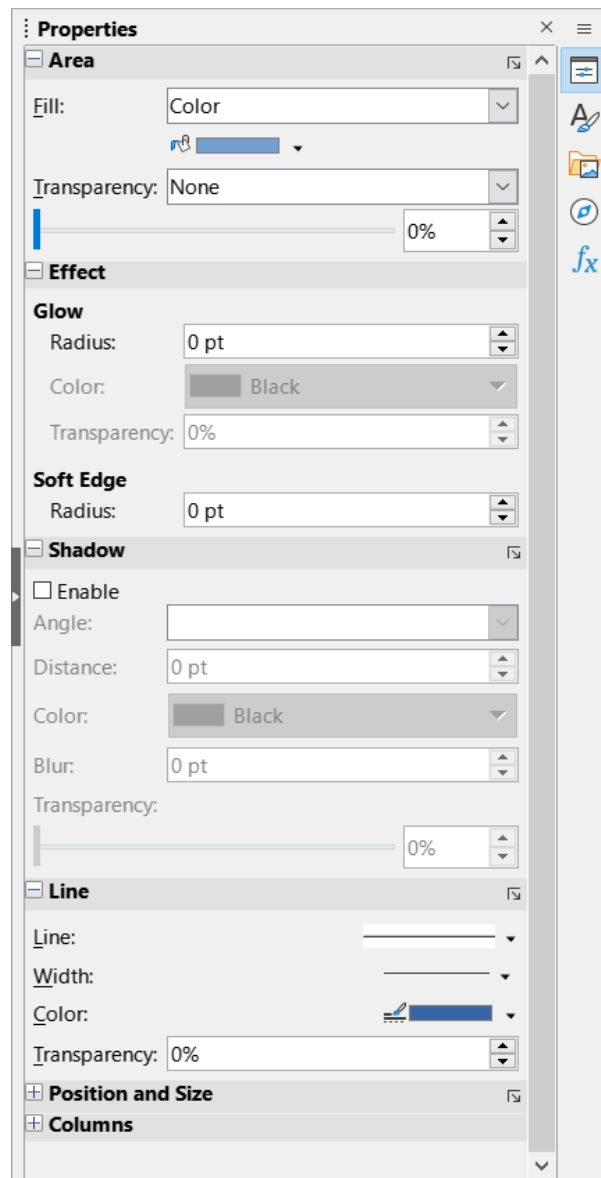 Properties
Area
Fill: Color
Transparency: None
0%
Effect
Glow
Radius: 0 pt
Color: Black
Transparency: 0%
Soft Edge
Radius: 0 pt
Shadow
Enable
Angle:
Distance: 0 pt
Color: Black
Blur: 0 pt
Transparency:
0%
Line
Line:
Width:
Color:
Transparency: 0%
Position and Size
Columns
A
fx